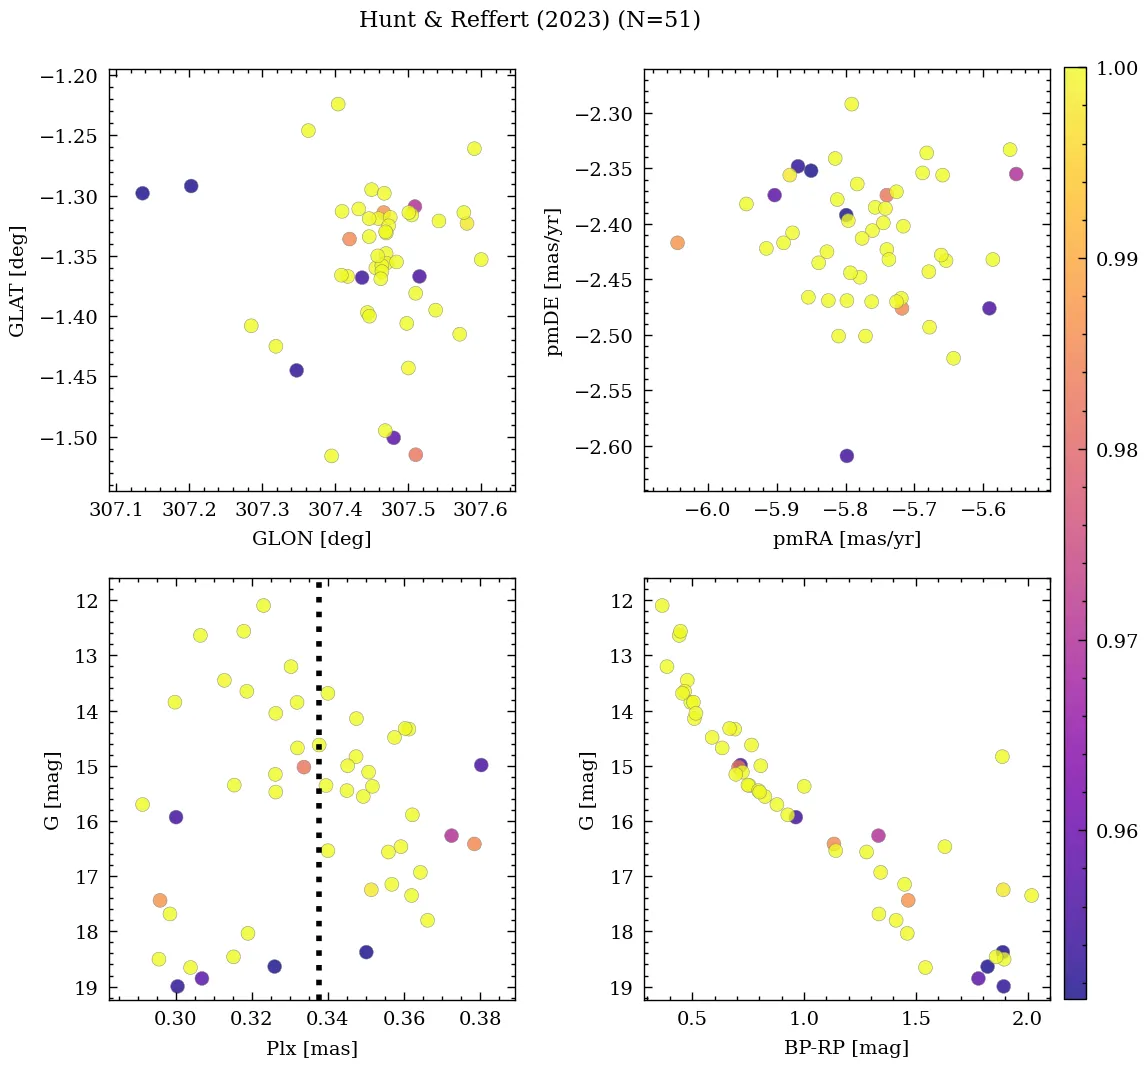 Hunt & Reffert (2023) (N=51)
−1.20
−1.25
−1.30
−1.35
−1.40
−1.45
−1.50
GLAT [deg]
307.1 307.2 307.3 307.4 307.5 307.6
GLON [deg]
−2.30
−2.35
−2.40
−2.45
−2.50
−2.55
−2.60
pmDE [mas/yr]
−6.0 −5.9 −5.8 −5.7 −5.6
pmRA [mas/yr]
1.00
0.99
0.98
0.97
0.96
12
13
14
15
16
17
18
19
G [mag]
0.30 0.32 0.34 0.36 0.38
Plx [mas]
12
13
14
15
16
17
18
19
G [mag]
0.5 1.0 1.5 2.0
BP-RP [mag]